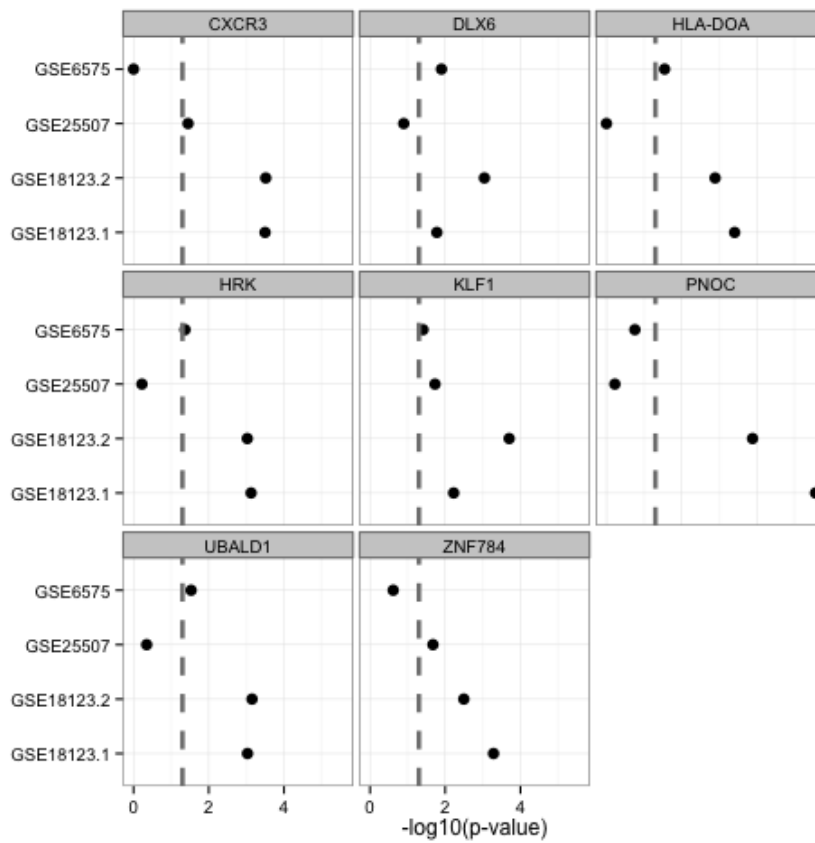 CXCR3 DLX6 HLA-DOA
GSE6575
GSE25507
GSE18123.2
GSE18123.1
HRK KLF1 PNOC
GSE6575
GSE25507
GSE18123.2
GSE18123.1
UBALD1 ZNF784
GSE6575
GSE25507
GSE18123.2
GSE18123.1
0 2 4 0 2 4
-log10(p-value)